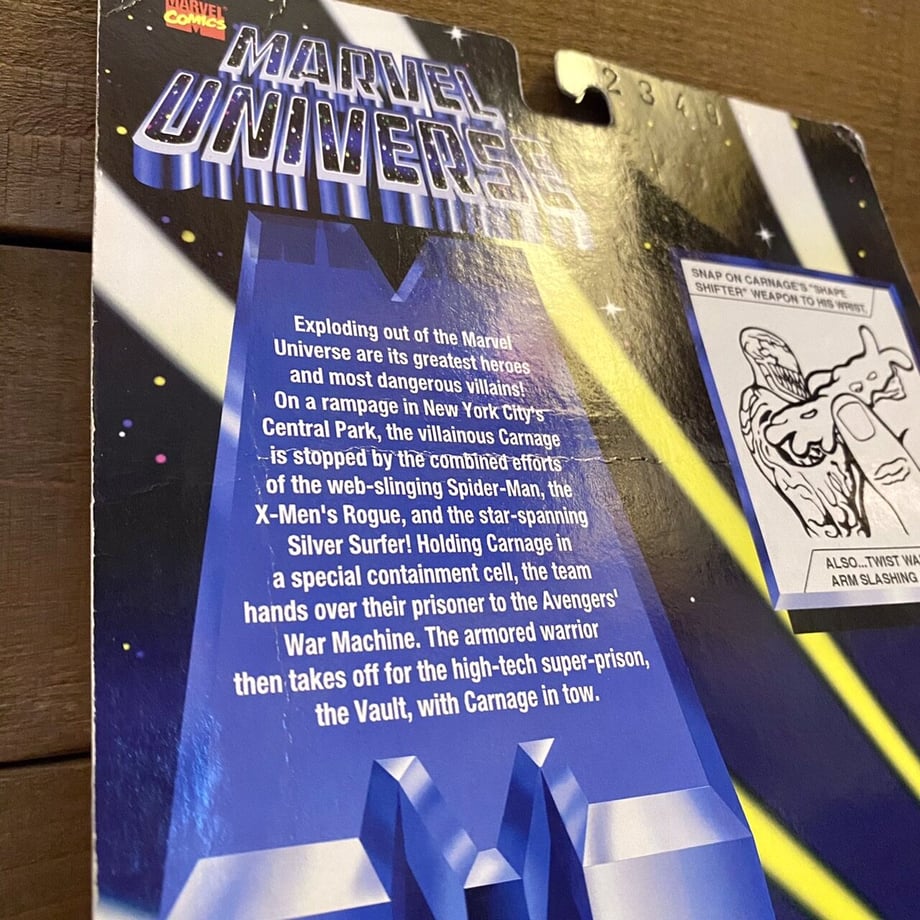 MARVEL
COMICS
MARVEL
UNIVERSE
2 3 4
Exploding out of the Marvel
Universe are its greatest heroes
and most dangerous villains!
On a rampage in New York City's
Central Park, the villainous Carnage
is stopped by the combined efforts
of the web-slinging Spider-Man, the
X-Men's Rogue, and the star-spanning
Silver Surfer! Holding Carnage in
a special containment cell, the team
hands over their prisoner to the Avengers'
War Machine. The armored warrior
then takes off for the high-tech super-prison,
the Vault, with Carnage in tow.
SNAP ON CARNAGE'S "SHAPE
SHIFTER" WEAPON TO HIS WRIST.
ALSO...TWIST
ARM SLASHING